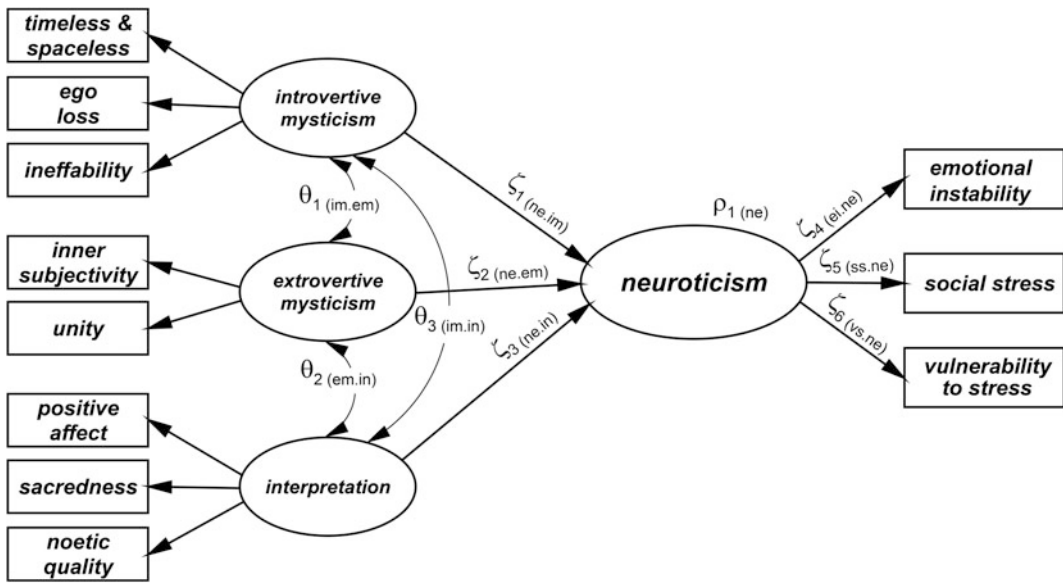 timeless &
spaceless
ego
loss
ineffability
introvertive
mysticism
θ1 (im.em)
inner
subjectivity
unity
extrovertive
mysticism
θ2 (em.in)
θ3 (im.in)
positive
affect
sacredness
noetic
quality
interpretation
ζ1 (ne.im)
ζ2 (ne.em)
ζ3 (ne.in)
ρ1 (ne)
neuroticism
ζ4 (ei.ne)
ζ5 (ss.ne)
ζ6 (vs.ne)
emotional
instability
social stress
vulnerability
to stress